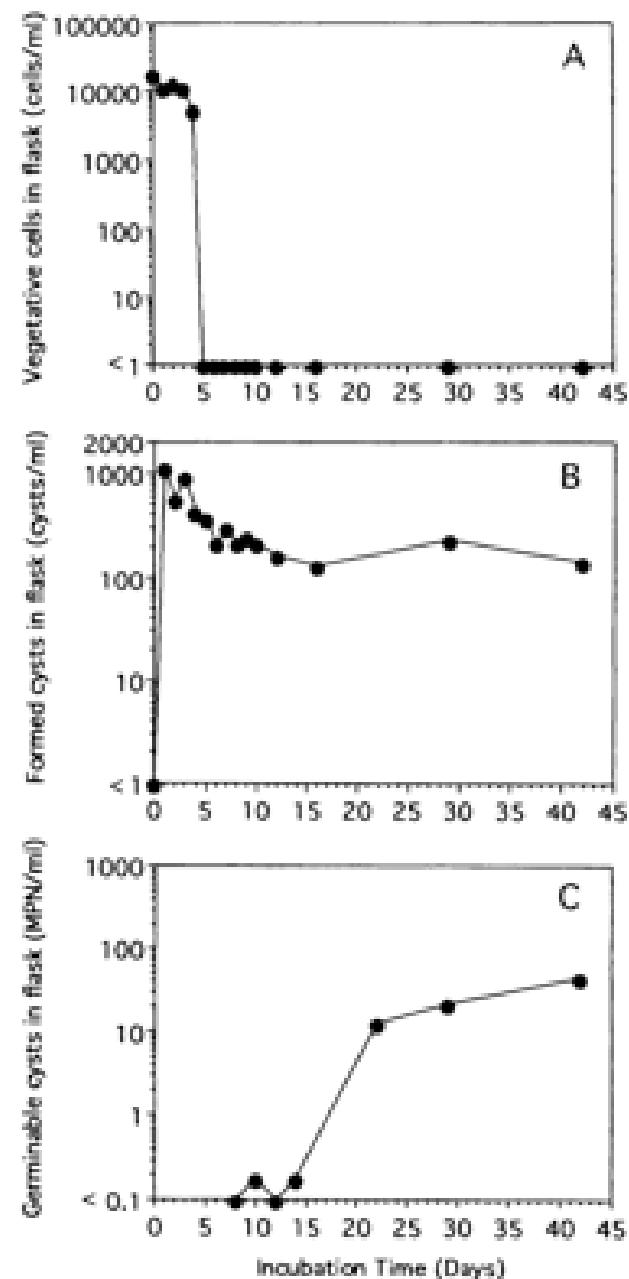 Vegetative cells in flask (cells/ml)
A
100000
10000
1000
100
10
<1
0 5 10 15 20 25 30 35 40 45
Formed cysts in flask (cysts/ml)
B
2000
1000
100
10
<1
0 5 10 15 20 25 30 35 40 45
Germinable cysts in flask (MPN/ml)
C
1000
100
10
1
< 0.1
0 5 10 15 20 25 30 35 40 45
Incubation Time (Days)